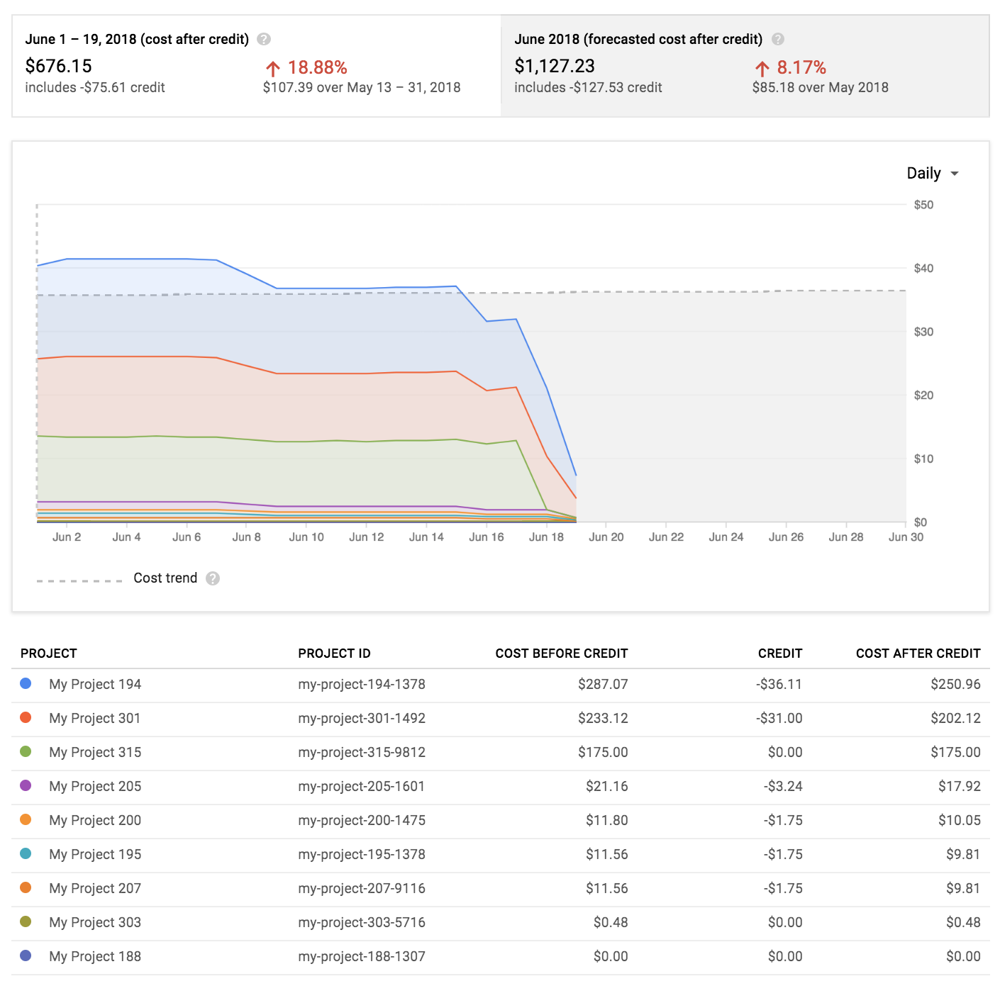 June 1 – 19, 2018 (cost after credit) ?
$676.15
↑ 18.88%
includes -$75.61 credit
$107.39 over May 13 – 31, 2018
June 2018 (forecasted cost after credit) ?
$1,127.23
↑ 8.17%
includes -$127.53 credit
$85.18 over May 2018
Daily
$50
$40
$30
$20
$10
$0
Jun 2 Jun 4 Jun 6 Jun 8 Jun 10 Jun 12 Jun 14 Jun 16 Jun 18 Jun 20 Jun 22 Jun 24 Jun 26 Jun 28 Jun 30
Cost trend ?
PROJECT PROJECT ID COST BEFORE CREDIT CREDIT COST AFTER CREDIT
My Project 194 my-project-194-1378 $287.07 -$36.11 $250.96
My Project 301 my-project-301-1492 $233.12 -$31.00 $202.12
My Project 315 my-project-315-9812 $175.00 $0.00 $175.00
My Project 205 my-project-205-1601 $21.16 -$3.24 $17.92
My Project 200 my-project-200-1475 $11.80 -$1.75 $10.05
My Project 195 my-project-195-1378 $11.56 -$1.75 $9.81
My Project 207 my-project-207-9116 $11.56 -$1.75 $9.81
My Project 303 my-project-303-5716 $0.48 $0.00 $0.48
My Project 188 my-project-188-1307 $0.00 $0.00 $0.00